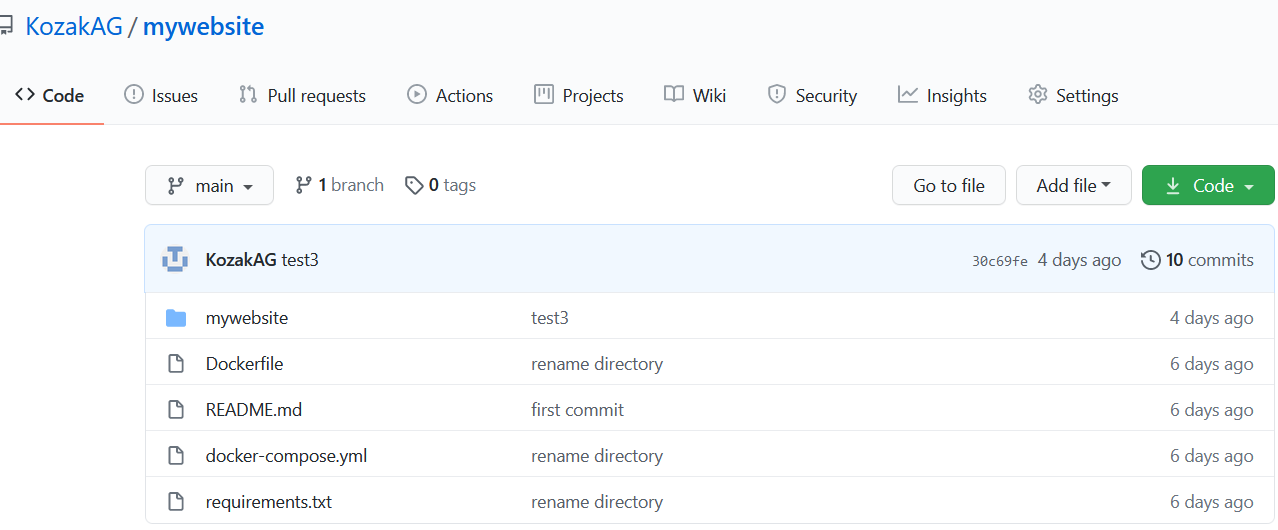 KozakAG / mywebsite
Code Issues Pull requests Actions Projects Wiki Security Insights Settings
main 1 branch 0 tags Go to file Add file Code
KozakAG test3 30c69fe 4 days ago 10 commits
mywebsite test3 4 days ago
Dockerfile rename directory 6 days ago
README.md first commit 6 days ago
docker-compose.yml rename directory 6 days ago
requirements.txt rename directory 6 days ago